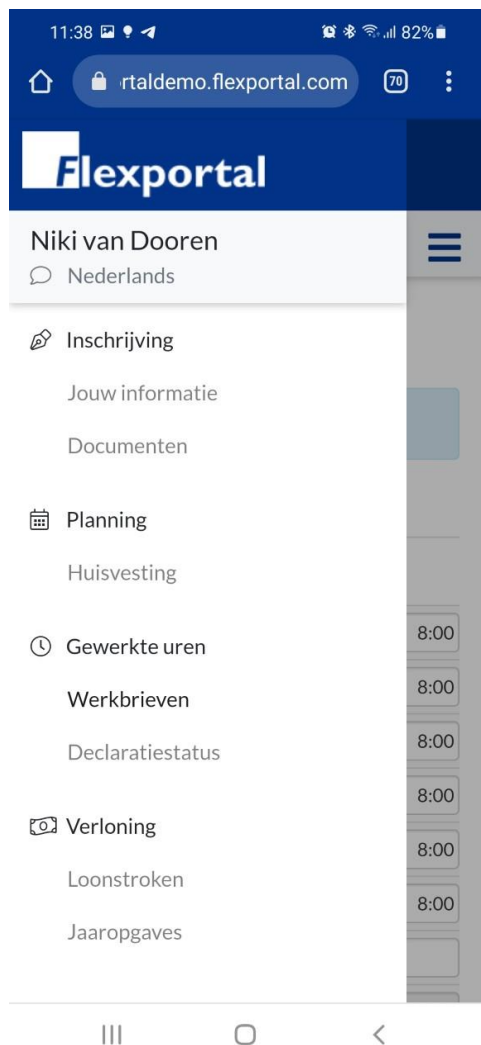 11:38
82%
rtaldemo.flexportal.com
70
Flexportal
Niki van Dooren
Nederlands
Inschrijving
Jouw informatie
Documenten
Planning
Huisvesting
Gewerkte uren
8:00
Werkbrieven
8:00
Declaratiestatus
8:00
8:00
Verloning
8:00
Loonstroken
8:00
Jaaropgaves